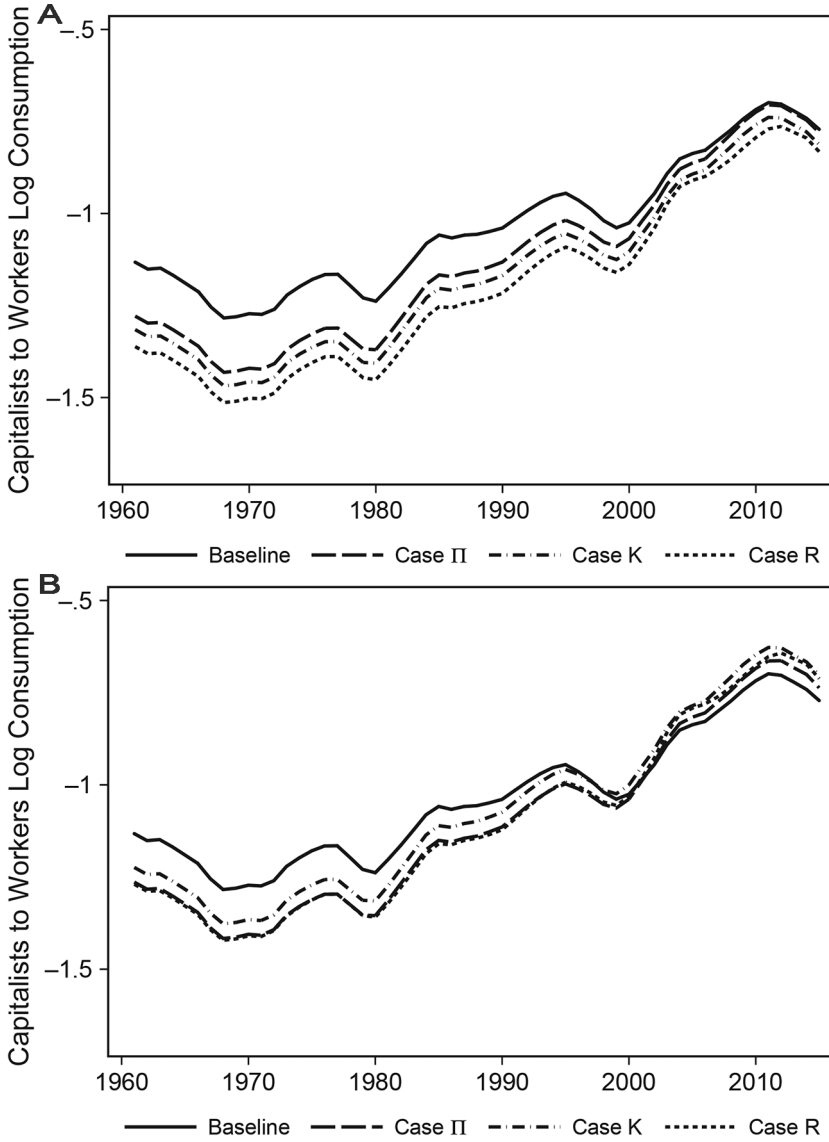 A
Capitalists to Workers Log Consumption
–.5
–1
–1.5
1960 1970 1980 1990 2000 2010
Baseline Case Π Case K Case R
B
Capitalists to Workers Log Consumption
–.5
–1
–1.5
1960 1970 1980 1990 2000 2010
Baseline Case Π Case K Case R